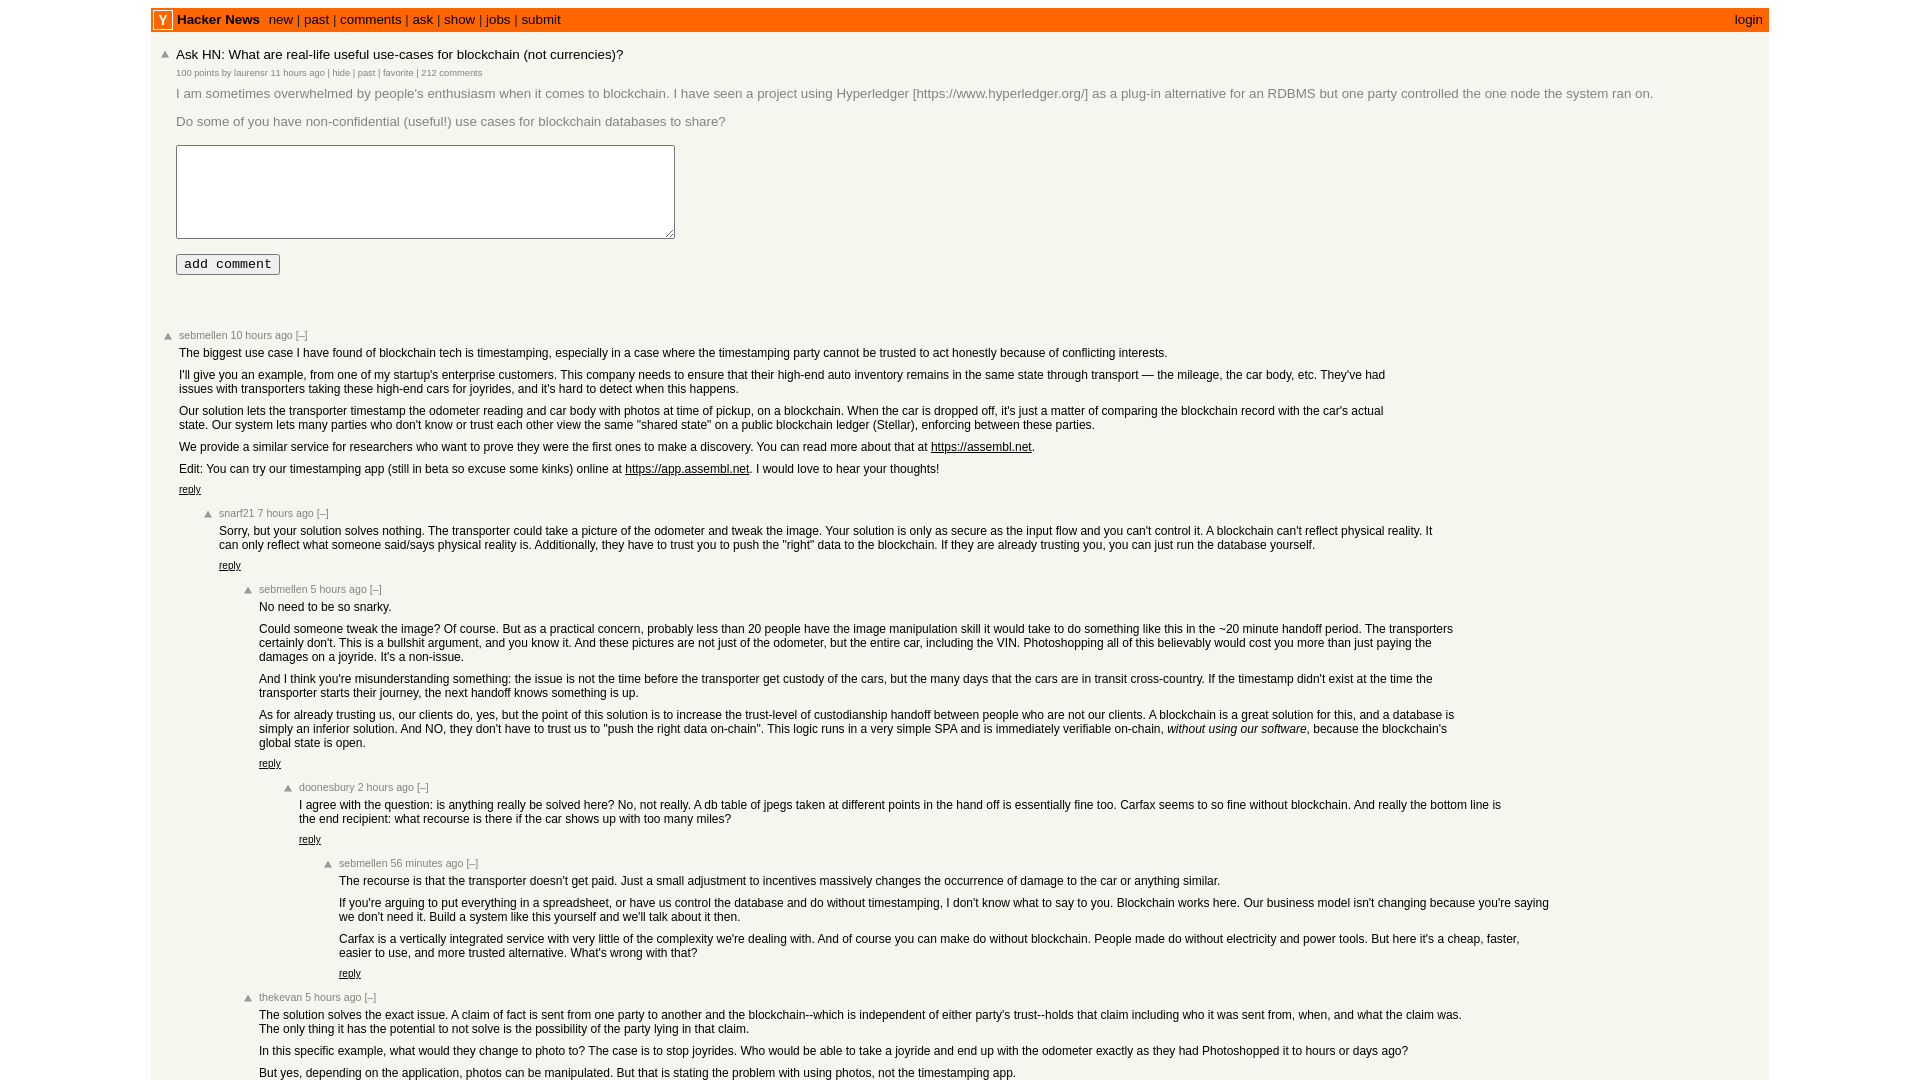 Y Hacker News new | past | comments | ask | show | jobs | submit login
Ask HN: What are real-life useful use-cases for blockchain (not currencies)?
100 points by laurensr 11 hours ago | hide | past | favorite | 212 comments
I am sometimes overwhelmed by people's enthusiasm when it comes to blockchain. I have seen a project using Hyperledger [https://www.hyperledger.org/] as a plug-in alternative for an RDBMS but one party controlled the one node the system ran on.
Do some of you have non-confidential (useful!) use cases for blockchain databases to share?
add comment
sebmellen 10 hours ago [–]
The biggest use case I have found of blockchain tech is timestamping, especially in a case where the timestamping party cannot be trusted to act honestly because of conflicting interests.
I'll give you an example, from one of my startup's enterprise customers. This company needs to ensure that their high-end auto inventory remains in the same state through transport — the mileage, the car body, etc. They've had
issues with transporters taking these high-end cars for joyrides, and it's hard to detect when this happens.
Our solution lets the transporter timestamp the odometer reading and car body with photos at time of pickup, on a blockchain. When the car is dropped off, it's just a matter of comparing the blockchain record with the car's actual
state. Our system lets many parties who don't know or trust each other view the same "shared state" on a public blockchain ledger (Stellar), enforcing between these parties.
We provide a similar service for researchers who want to prove they were the first ones to make a discovery. You can read more about that at https://assembl.net.
Edit: You can try our timestamping app (still in beta so excuse some kinks) online at https://app.assembl.net. I would love to hear your thoughts!
reply
snarf21 7 hours ago [–]
Sorry, but your solution solves nothing. The transporter could take a picture of the odometer and tweak the image. Your solution is only as secure as the input flow and you can't control it. A blockchain can't reflect physical reality. It
can only reflect what someone said/says physical reality is. Additionally, they have to trust you to push the "right" data to the blockchain. If they are already trusting you, you can just run the database yourself.
reply
sebmellen 5 hours ago [–]
No need to be so snarky.
Could someone tweak the image? Of course. But as a practical concern, probably less than 20 people have the image manipulation skill it would take to do something like this in the ~20 minute handoff period. The transporters
certainly don't. This is a bullshit argument, and you know it. And these pictures are not just of the odometer, but the entire car, including the VIN. Photoshopping all of this believably would cost you more than just paying the
damages on a joyride. It's a non-issue.
And I think you're misunderstanding something: the issue is not the time before the transporter get custody of the cars, but the many days that the cars are in transit cross-country. If the timestamp didn't exist at the time the
transporter starts their journey, the next handoff knows something is up.
As for already trusting us, our clients do, yes, but the point of this solution is to increase the trust-level of custodianship handoff between people who are not our clients. A blockchain is a great solution for this, and a database is
simply an inferior solution. And NO, they don't have to trust us to "push the right data on-chain". This logic runs in a very simple SPA and is immediately verifiable on-chain, without using our software, because the blockchain's
global state is open.
reply
doonesbury 2 hours ago [–]
I agree with the question: is anything really be solved here? No, not really. A db table of jpegs taken at different points in the hand off is essentially fine too. Carfax seems to so fine without blockchain. And really the bottom line is
the end recipient: what recourse is there if the car shows up with too many miles?
reply
sebmellen 56 minutes ago [–]
The recourse is that the transporter doesn't get paid. Just a small adjustment to incentives massively changes the occurrence of damage to the car or anything similar.
If you're arguing to put everything in a spreadsheet, or have us control the database and do without timestamping, I don't know what to say to you. Blockchain works here. Our business model isn't changing because you're saying
we don't need it. Build a system like this yourself and we'll talk about it then.
Carfax is a vertically integrated service with very little of the complexity we're dealing with. And of course you can make do without blockchain. People made do without electricity and power tools. But here it's a cheap, faster,
easier to use, and more trusted alternative. What's wrong with that?
reply
thekevan 5 hours ago [–]
The solution solves the exact issue. A claim of fact is sent from one party to another and the blockchain--which is independent of either party's trust--holds that claim including who it was sent from, when, and what the claim was.
The only thing it has the potential to not solve is the possibility of the party lying in that claim.
In this specific example, what would they change to photo to? The case is to stop joyrides. Who would be able to take a joyride and end up with the odometer exactly as they had Photoshopped it to hours or days ago?
But yes, depending on the application, photos can be manipulated. But that is stating the problem with using photos, not the timestamping app.